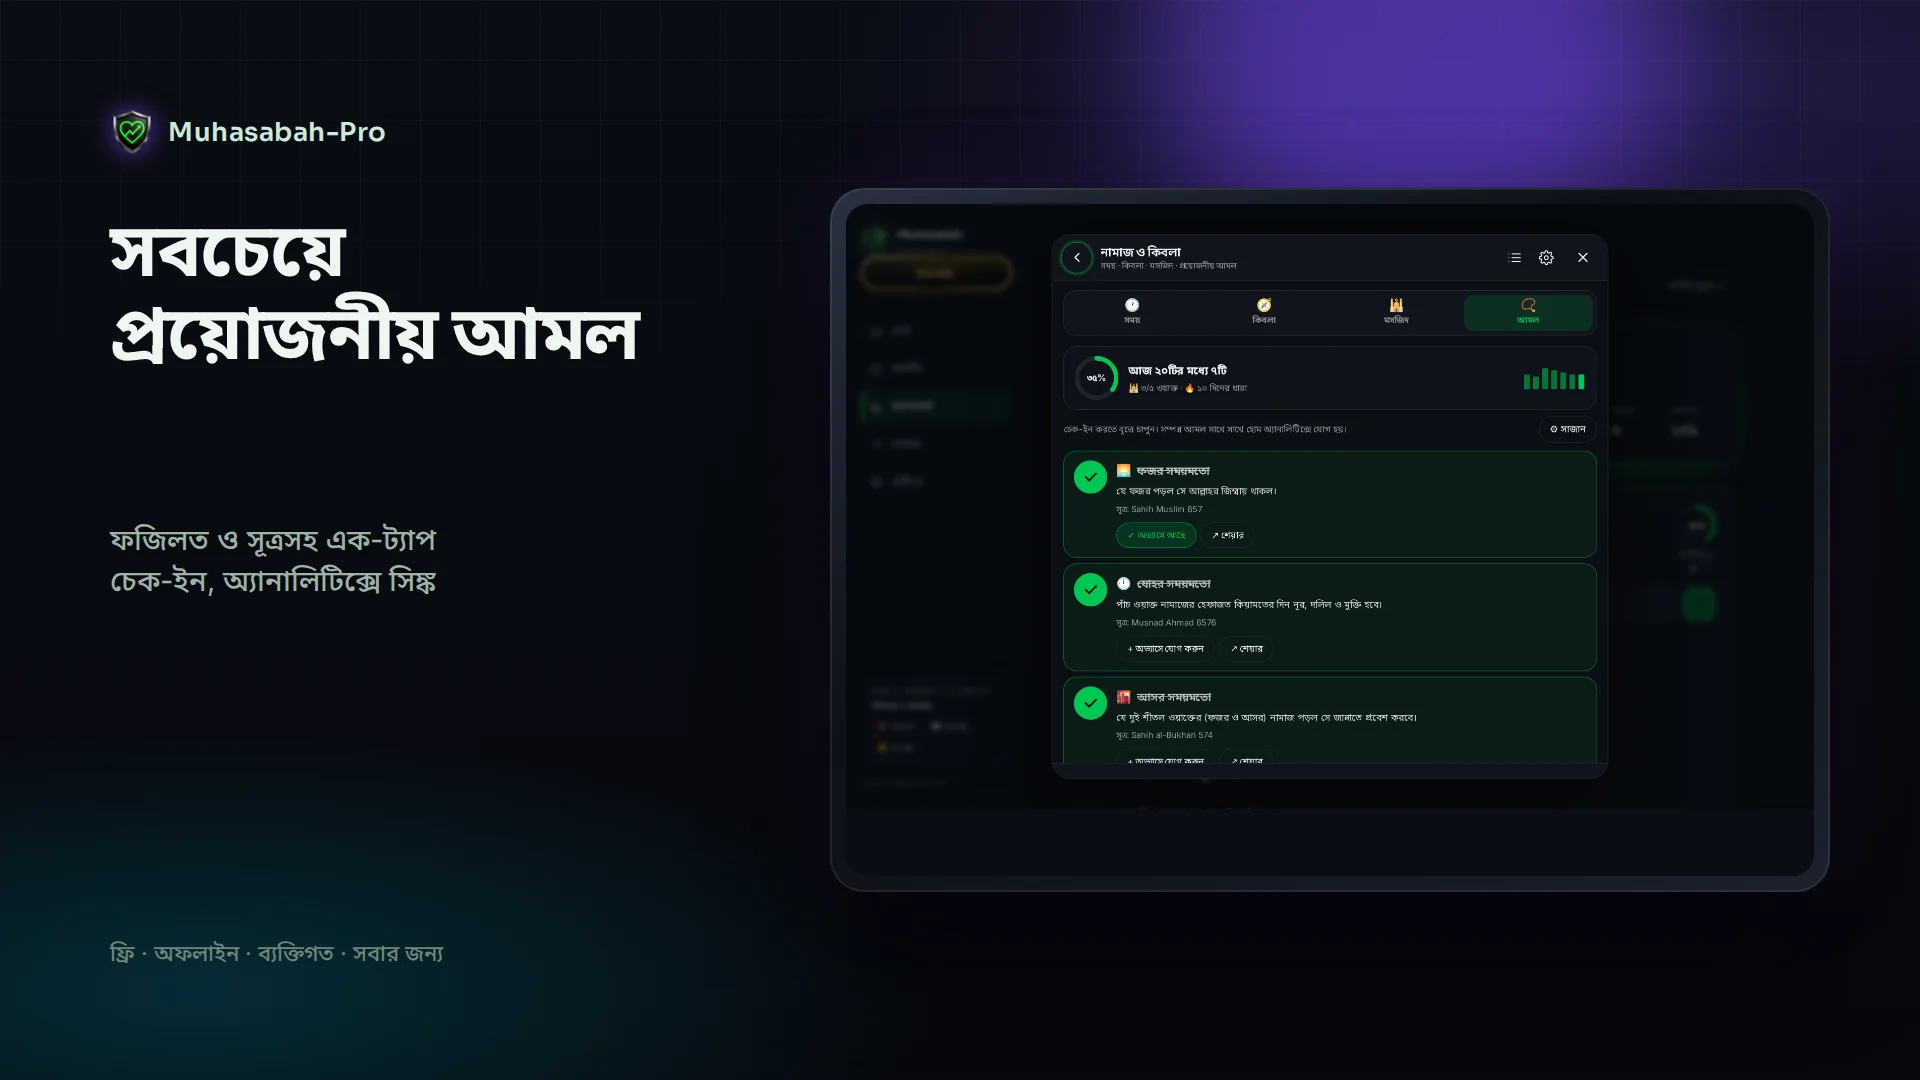 Muhasabah-Pro
সবচেয়ে
প্রয়োজনীয় আমল
ফজিলত ও সূত্রসহ এক-ট্যাপ
চেক-ইন, অ্যানালিটিক্সে সিঙ্ক
ফ্রি · অফলাইন · ব্যক্তিগত · সবার জন্য
Muhasabah
নামাজ ও কিবলা
সময় · কিবলা · মসজিদ · প্রয়োজনীয় আমল
সময় কিবলা মসজিদ আমল
৩৫%
আজ ২০টির মধ্যে ৭টি
৩/৫ ওয়াক্ত · ১০ দিনের ধারা
চেক-ইন করতে বৃত্তে চাপুন। সম্পন্ন আমল সাথে সাথে হোম অ্যানালিটিক্সে যোগ হয়।
সাজান
ফজর সময়মতো
যে ফজর পড়ল সে আল্লাহর জিম্মায় থাকল।
সূত্র: Sahih Muslim 657
✓ অভ্যাসে আছে ↗ শেয়ার
যোহর সময়মতো
পাঁচ ওয়াক্ত নামাজের হেফাজত কিয়ামতের দিন নূর, দলিল ও মুক্তি হবে।
সূত্র: Musnad Ahmad 6576
+ অভ্যাসে যোগ করুন ↗ শেয়ার
আসর সময়মতো
যে দুই শীতল ওয়াক্তের (ফজর ও আসর) নামাজ পড়ল সে জান্নাতে প্রবেশ করবে।
সূত্র: Sahih al-Bukhari 574
+ অভ্যাসে যোগ করুন ↗ শেয়ার